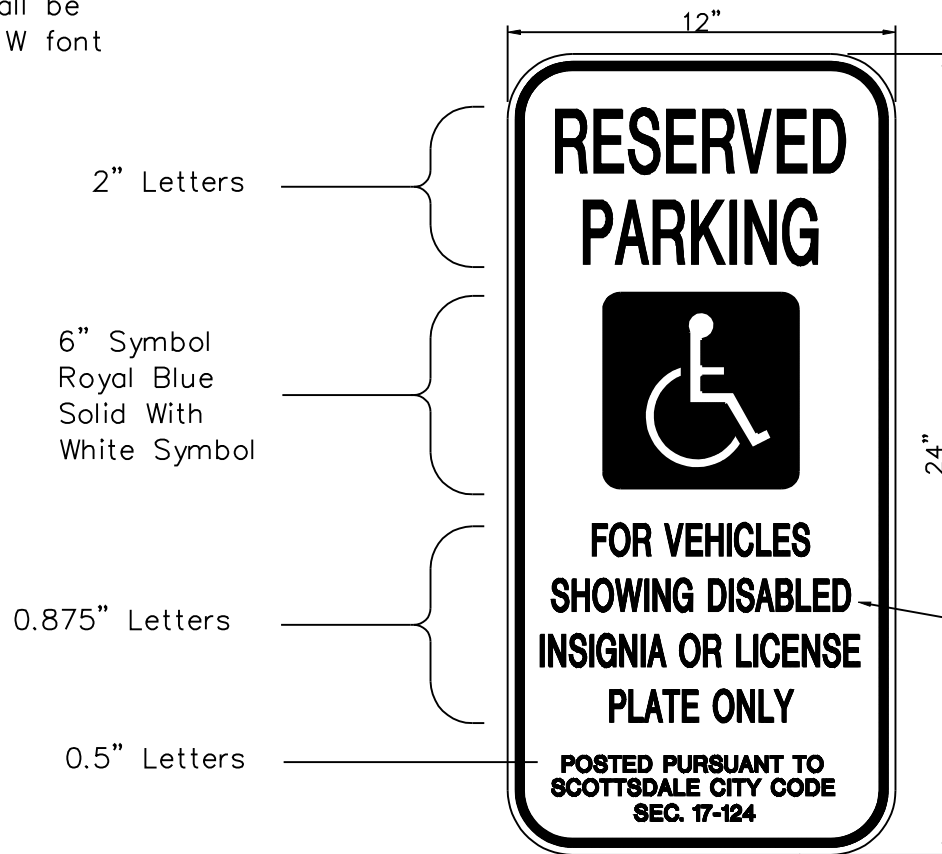 all be
W font
12”
2” Letters
RESERVED
PARKING
6” Symbol
Royal Blue
Solid With
White Symbol
24”
FOR VEHICLES
SHOWING DISABLED
INSIGNIA OR LICENSE
PLATE ONLY
0.875” Letters
0.5” Letters
POSTED PURSUANT TO
SCOTTSDALE CITY CODE
SEC. 17-124